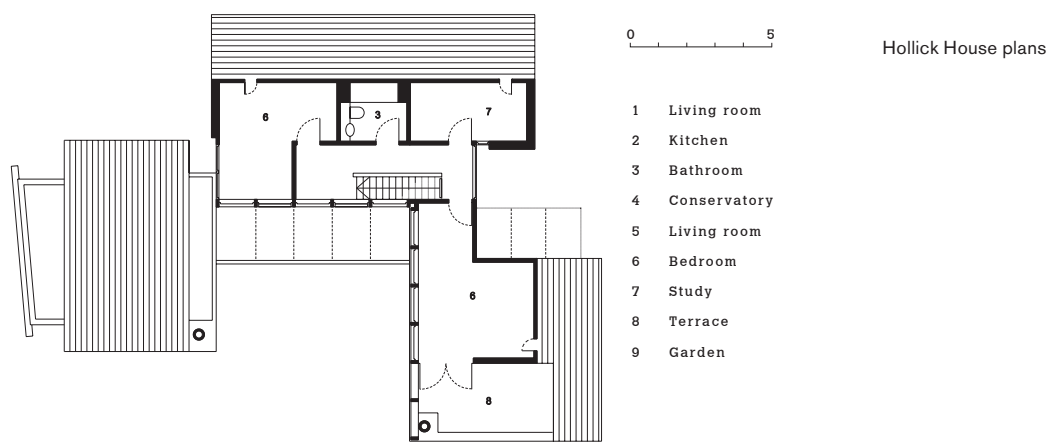 0 5
Hollick House plans
1 Living room
2 Kitchen
3 Bathroom
4 Conservatory
5 Living room
6 Bedroom
7 Study
8 Terrace
9 Garden
6
3
7
6
8